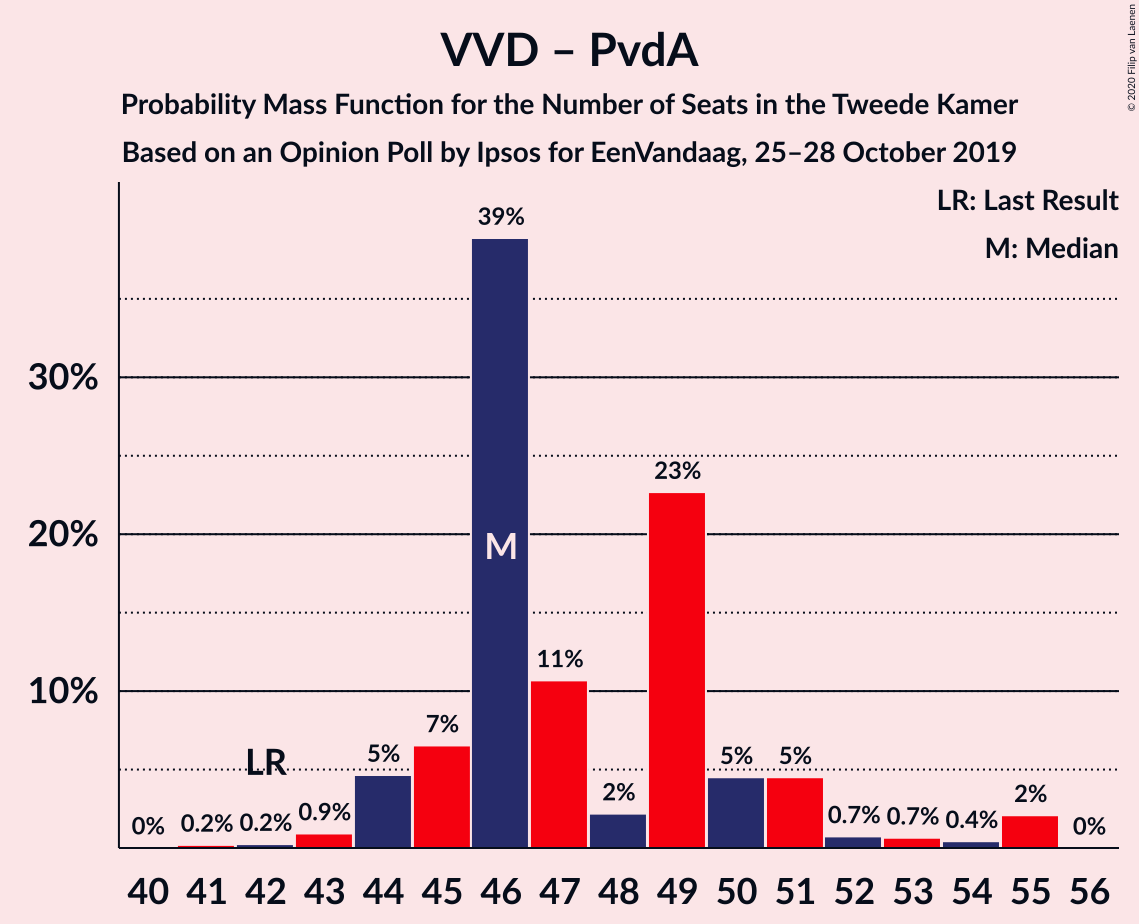 VVD – PvdA
Probability Mass Function for the Number of Seats in the Tweede Kamer
Based on an Opinion Poll by Ipsos for EenVandaag, 25–28 October 2019
© 2020 Filip van Laenen
LR: Last Result
M: Median
39%
30%
23%
20%
M
11%
10%
7%
5%
LR
5%
5%
2%
2%
0%
0.2%
0.2%
0.9%
0.7%
0.7%
0.4%
0%
40 41 42 43 44 45 46 47 48 49 50 51 52 53 54 55 56